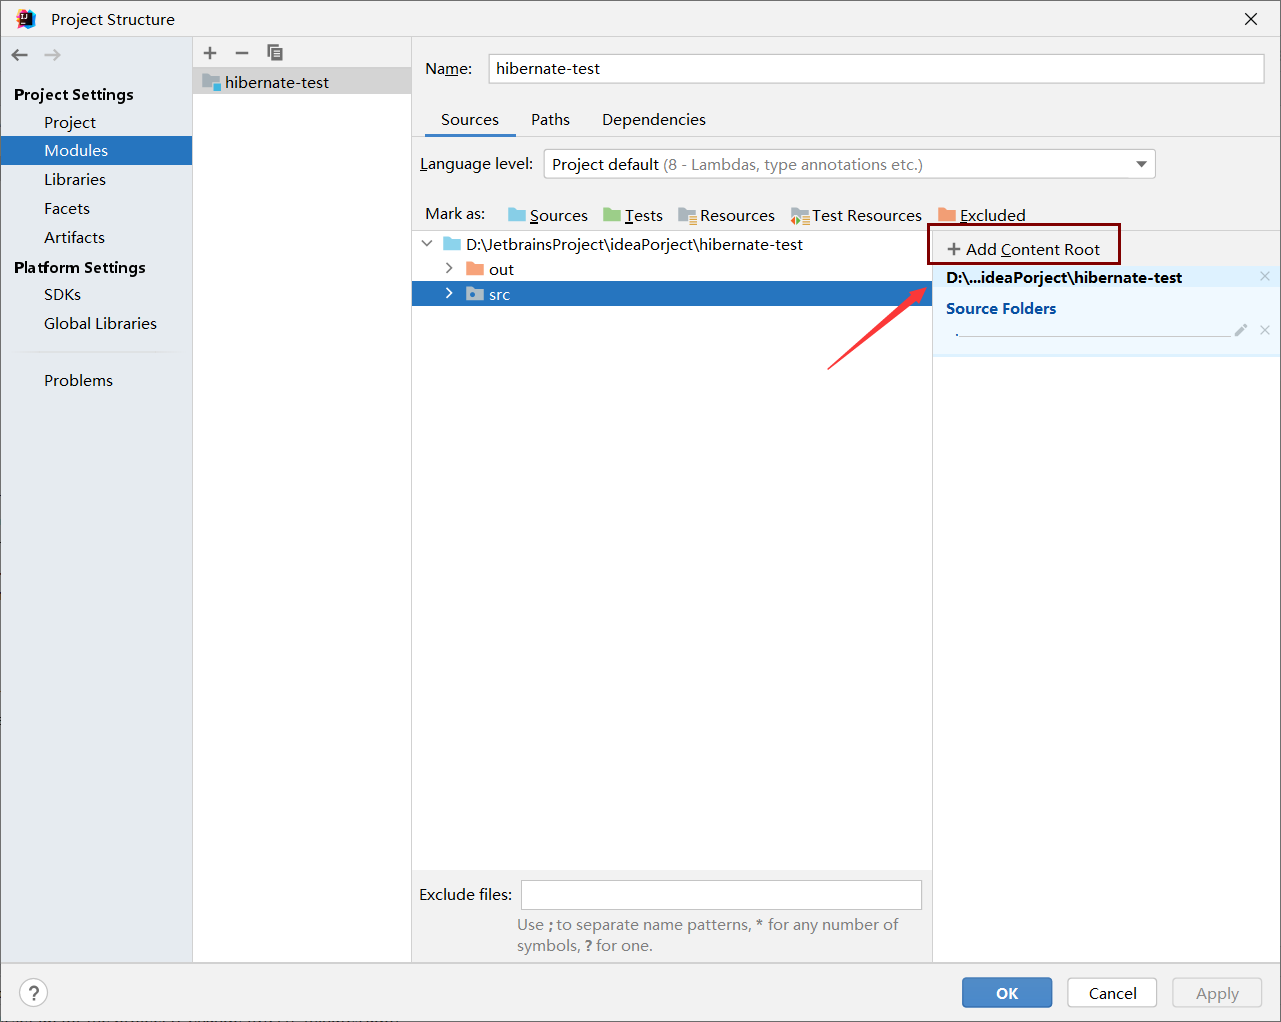 Project Structure
Project Settings
Project
Modules
Libraries
Facets
Artifacts
Platform Settings
SDKs
Global Libraries
Problems
hibernate-test
Name: hibernate-test
Sources Paths Dependencies
Language level: Project default (8 - Lambdas, type annotations etc.)
Mark as: Sources Tests Resources Test Resources Excluded
D:\JetbrainsProject\ideaPorject\hibernate-test
out
src
+ Add Content Root
D:\...ideaPorject\hibernate-test
Source Folders
.
Exclude files:
Use ; to separate name patterns, * for any number of
symbols, ? for one.
? OK Cancel Apply